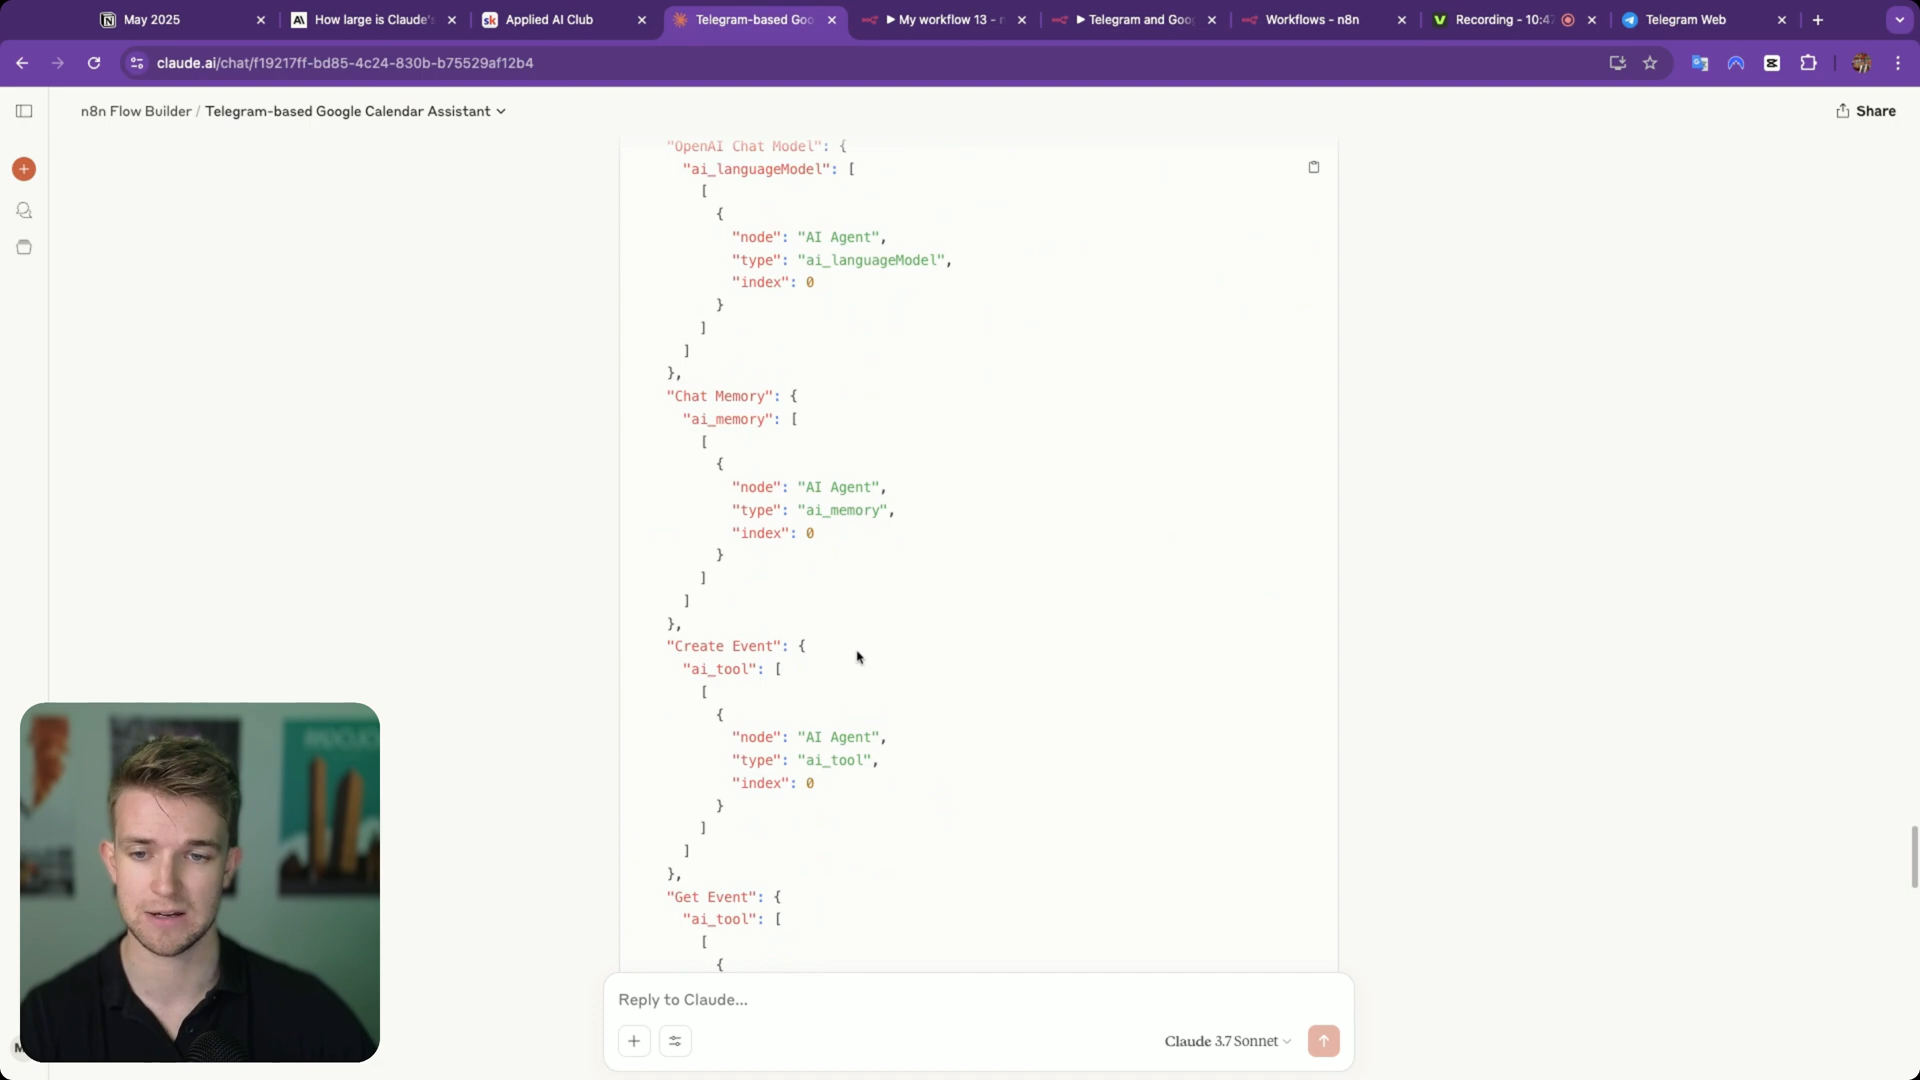 May 2025
How large is Claude's
Applied AI Club
Telegram-based Goo
My workflow 13 - n
Telegram and Goog
Workflows - n8n
Recording - 10:4
Telegram Web
claude.ai/chat/f19217ff-bd85-4c24-830b-b75529af12b4
n8n Flow Builder / Telegram-based Google Calendar Assistant
Share
"OpenAI Chat Model": {
"ai_languageModel": [
[
{
"node": "AI Agent",
"type": "ai_languageModel",
"index": 0
}
]
]
},
"Chat Memory": {
"ai_memory": [
[
{
"node": "AI Agent",
"type": "ai_memory",
"index": 0
}
]
]
},
"Create Event": {
"ai_tool": [
[
{
"node": "AI Agent",
"type": "ai_tool",
"index": 0
}
]
]
},
"Get Event": {
"ai_tool": [
[
{
Reply to Claude...
Claude 3.7 Sonnet